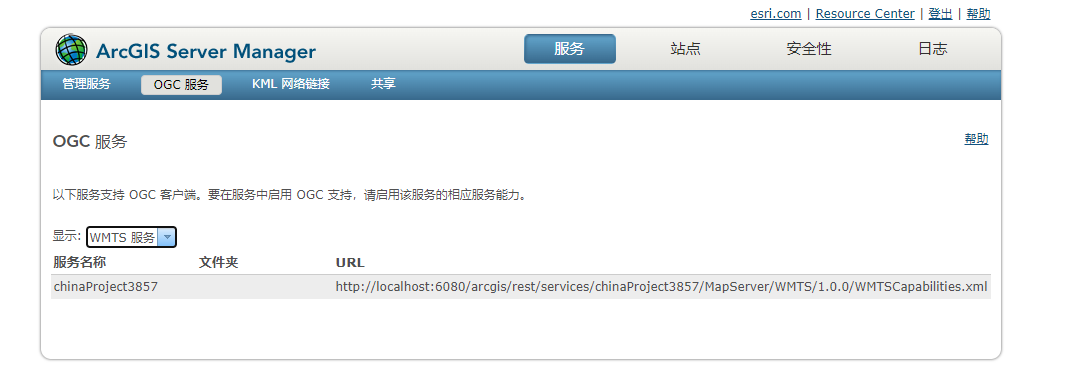 esri.com | Resource Center | 登出 | 帮助
ArcGIS Server Manager 服务 站点 安全性 日志
管理服务 OGC 服务 KML 网络链接 共享
OGC 服务 帮助
以下服务支持 OGC 客户端。要在服务中启用 OGC 支持，请启用该服务的相应服务能力。
显示: WMTS 服务
服务名称 文件夹 URL
chinaProject3857 http://localhost:6080/arcgis/rest/services/chinaProject3857/MapServer/WMTS/1.0.0/WMTSCapabilities.xml